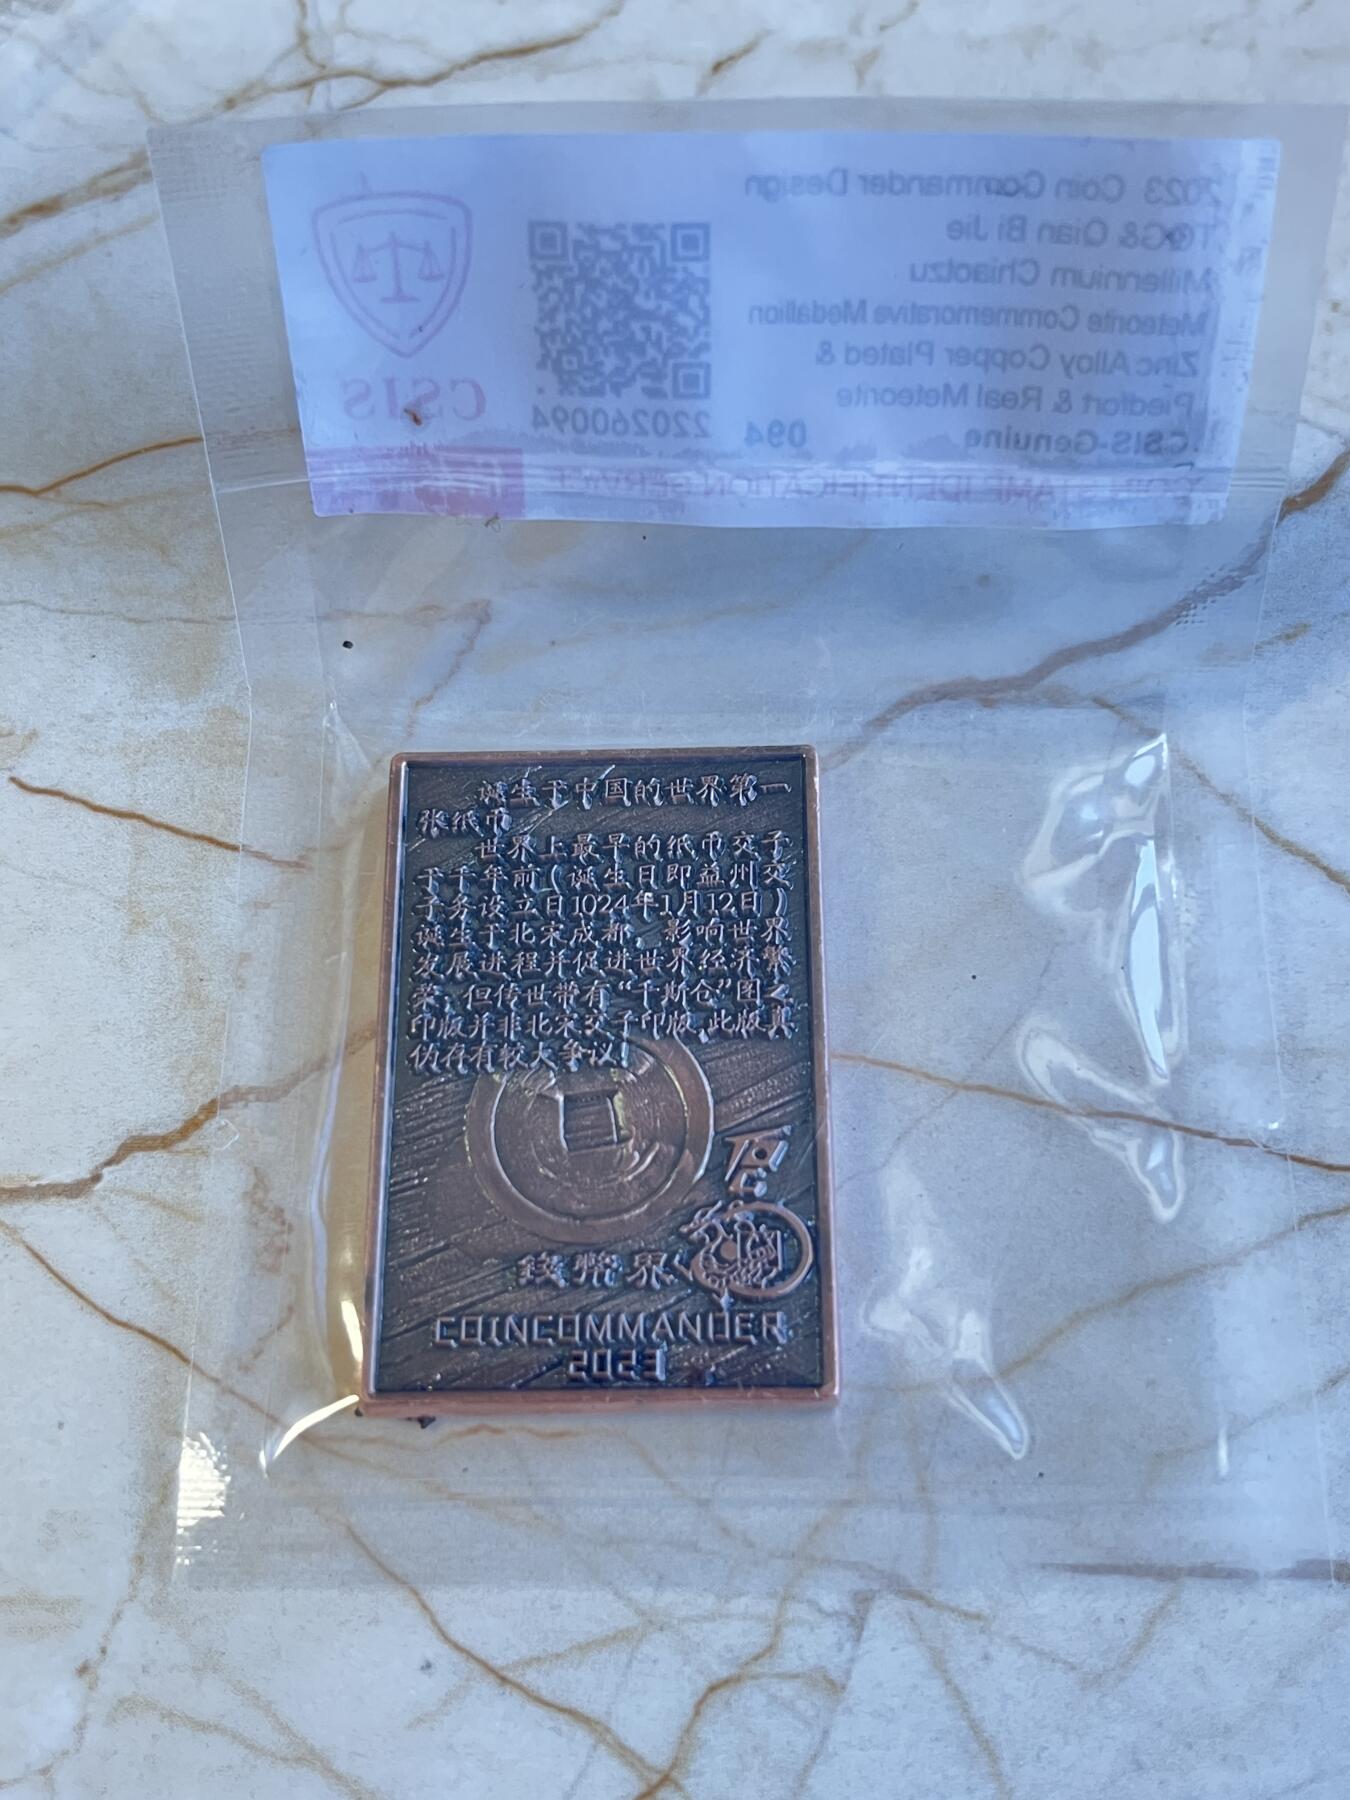 2023 Coin Commander Design
TQG& Qian Bi Jie
Millennium Chiaotzu
Meteorite Commemorative Medallion
Zinc Alloy Copper Plated &
Piedfort & Real Meteorite
CSIS-Genuine 094
220260094
CSIS
诞生于中国的世界第一
张纸币
世界上最早的纸币交子
于千年前(诞生日即益州交
子务设立日1024年1月12日)
诞生于北宋成都,影响世界
发展进程并促进世界经济繁
荣;但传世带有“千斯仓”图之
印版并非北宋交子印版,此版真
伪存有较大争议!
錢幣界
COINCOMMANDER
2023